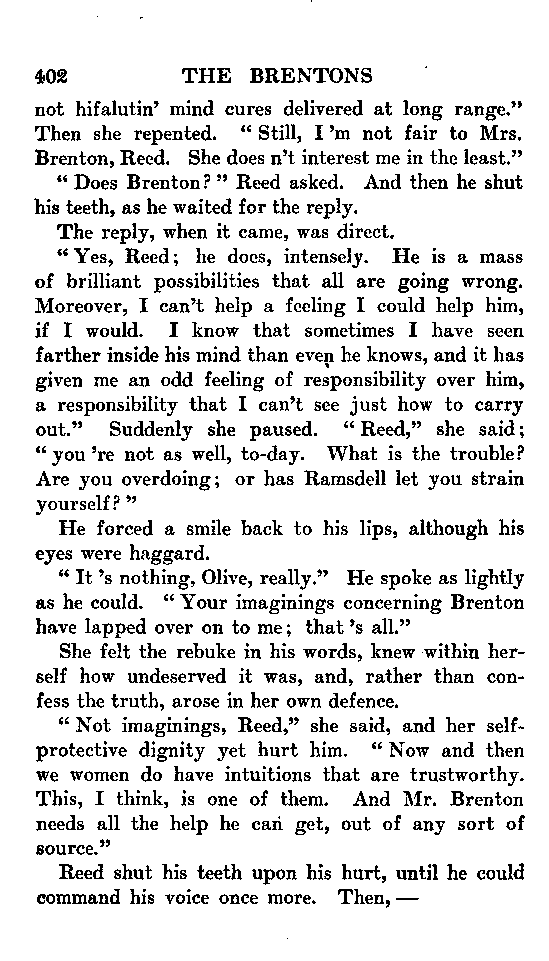 402 THE BRENTONS
not hifalutin' mind cures delivered at long range."
Then she repented. " Still, I 'm not fair to Mrs.
Brenton, Reed. She does n't interest me in the least."
" Does Brenton? " Reed asked. And then he shut
his teeth, as he waited for the reply.
The reply, when it came, was direct.
" Yes, Reed; he does, intensely. He is a mass
of brilliant possibilities that all are going wrong.
Moreover, I can't help a feeling I could help him,
if I would. I know that sometimes I have seen
farther inside his mind than even he knows, and it has
given me an odd feeling of responsibility over him,
a responsibility that I can't see just how to carry
out." Suddenly she paused. " Reed," she said;
" you 're not as well, to-day. What is the trouble?
Are you overdoing; or has Ramsdell let you strain
yourself? "
He forced a smile back to his lips, although his
eyes were haggard.
" It 's nothing, Olive, really." He spoke as lightly
as he could. " Your imaginings concerning Brenton
have lapped over on to me; that 's all."
She felt the rebuke in his words, knew within her-
self how undeserved it was, and, rather than con-
fess the truth, arose in her own defence.
" Not imaginings, Reed," she said, and her self-
protective dignity yet hurt him. " Now and then
we women do have intuitions that are trustworthy.
This, I think, is one of them. And Mr. Brenton
needs all the help he can get, out of any sort of
source."
Reed shut his teeth upon his hurt, until he could
command his voice once more. Then, —